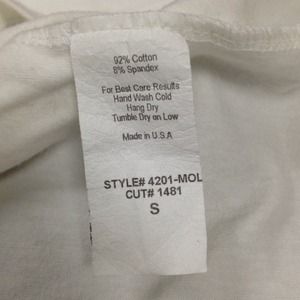 92% Cotton
8% Spandex
For Best Care Results
Hand Wash Cold
Hang Dry
Tumble Dry on Low
Made in U.S.A
STYLE# 4201-MOL
CUT# 1481
S